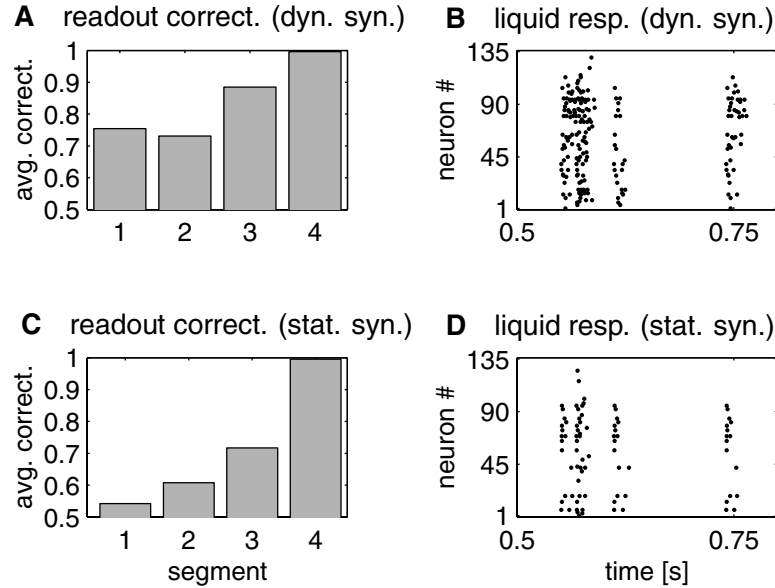 A readout correct. (dyn. syn.)
avg. correct.
1
0.9
0.8
0.7
0.6
0.5
1 2 3 4
B liquid resp. (dyn. syn.)
neuron #
135
90
45
1
0.5 0.75
C readout correct. (stat. syn.)
avg. correct.
1
0.9
0.8
0.7
0.6
0.5
1 2 3 4
segment
D liquid resp. (stat. syn.)
neuron #
135
90
45
1
0.5 0.75
time [s]